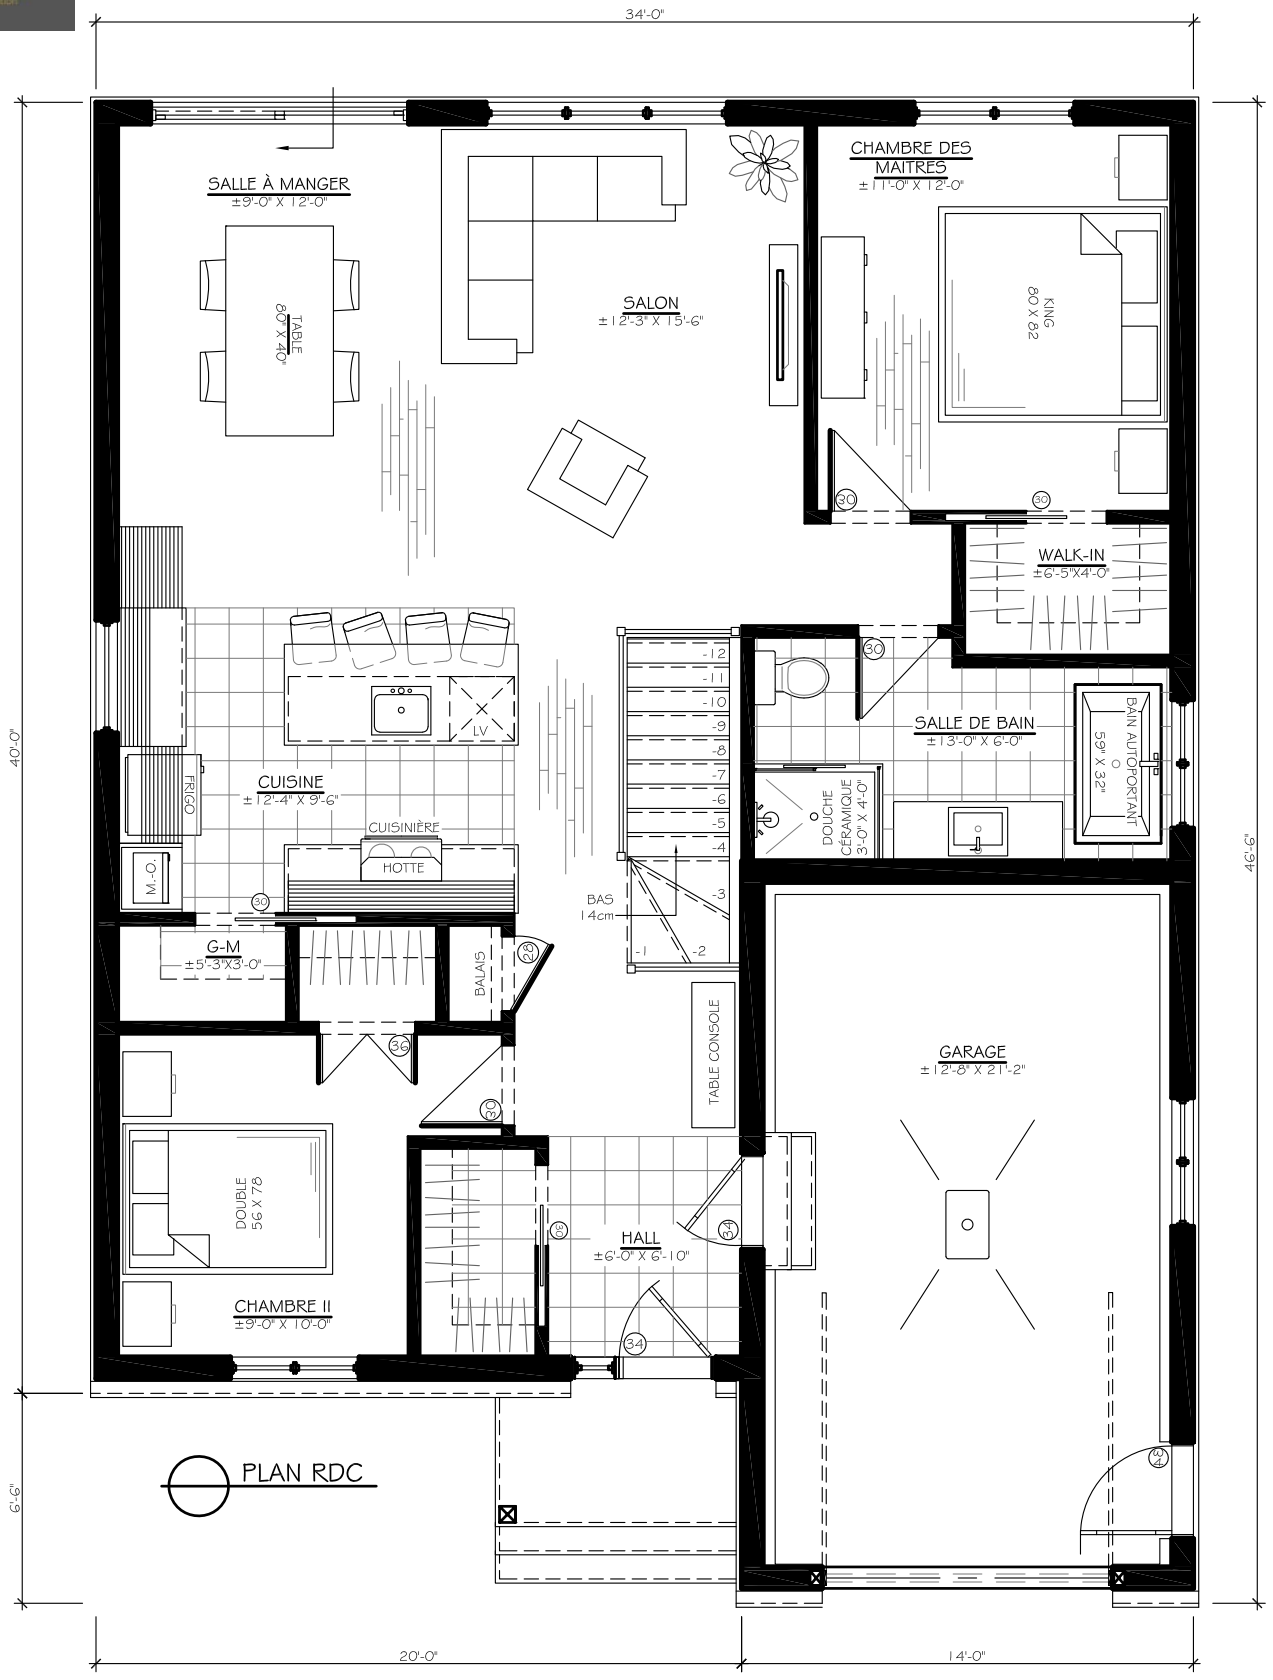 34'-0"
SALLE À MANGER
±9'-0" X 12'-0"
CHAMBRE DES
MAITRES
±11'-0" X 12'-0"
TABLE
80" X 40"
SALON
±12'-3" X 15'-6"
KING
80 X 82
30
30
WALK-IN
±6'-5"X4'-0"
40'-0"
46'-6"
-12
-11
-10
-9
-8
-7
-6
-5
-4
-3
-2
-1
30
SALLE DE BAIN
±13'-0" X 6'-0"
BAIN AUTOPORTANT
59" X 32"
DOUCHE
CÉRAMIQUE
3'-0" X 4'-0"
LV
CUISINE
±12'-4" X 9'-6"
FRIGO
CUISINIÈRE
HOTTE
M.-O.
BAS
14cm
30
G-M
±5'-3"X3'-0"
BALAIS
28
36
30
TABLE CONSOLE
GARAGE
±12'-8" X 21'-2"
DOUBLE
56 X 78
30
HALL
±6'-0" X 6'-10"
34
34
CHAMBRE II
±9'-0" X 10'-0"
34
PLAN RDC
6'-6"
20'-0"
14'-0"